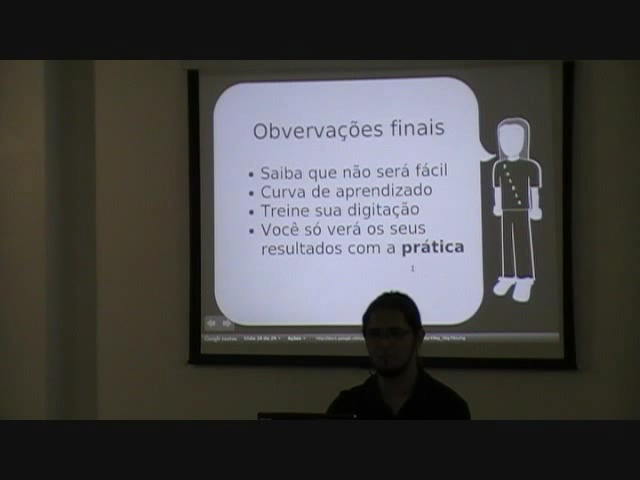 Obvervações finais
• Saiba que não será fácil
• Curva de aprendizado
• Treine sua digitação
• Você só verá os seus
resultados com a prática
Ações